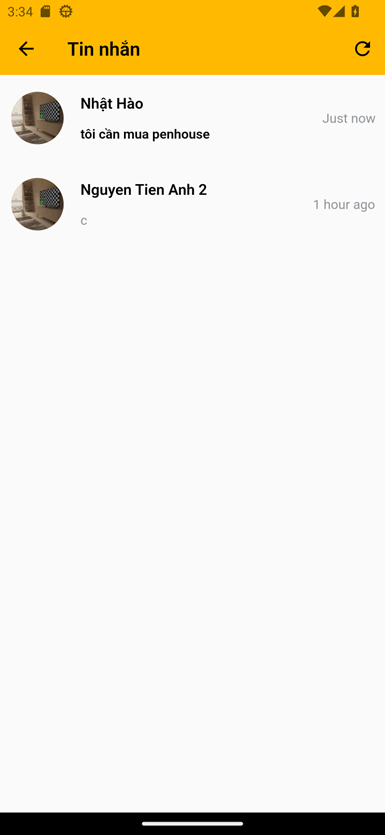 3:34
Tin nhắn
Nhật Hào
Just now
tôi cần mua penhouse
Nguyen Tien Anh 2
1 hour ago
c